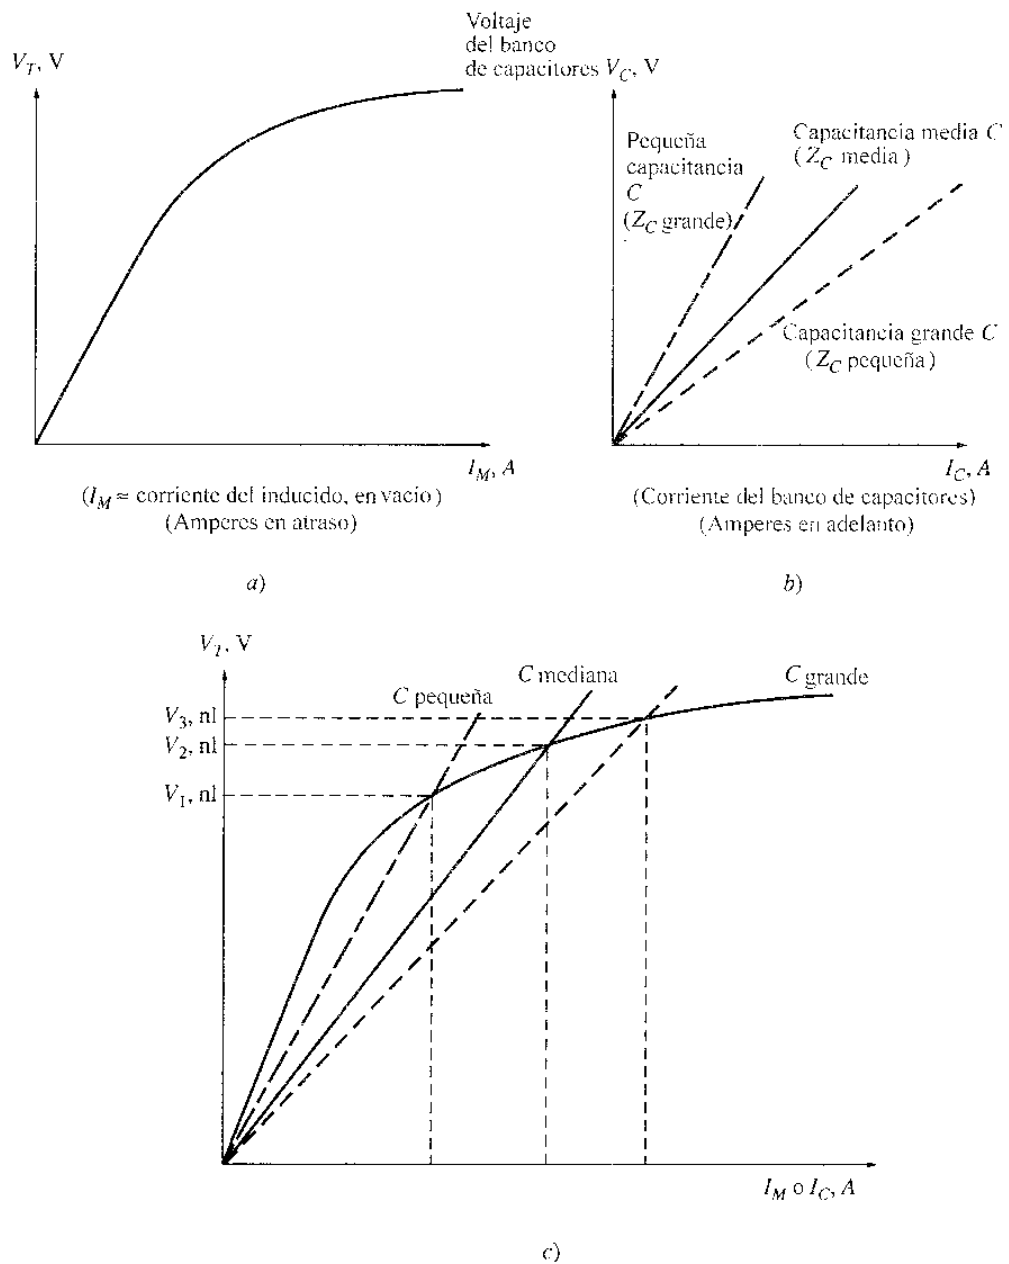 V_T, V
Voltaje
del banco
de capacitores V_C, V
Pequeña
capacitancia
C
(Z_C grande)
Capacitancia media C
(Z_C media)
Capacitancia grande C
(Z_C pequeña)
I_M, A
(I_M = corriente del inducido, en vacío)
(Amperes en atraso)
I_C, A
(Corriente del banco de capacitores)
(Amperes en adelanto)
a)
b)
V_T, V
C pequeña
C mediana
C grande
V_3, nl
V_2, nl
V_1, nl
I_M o I_C, A
c)